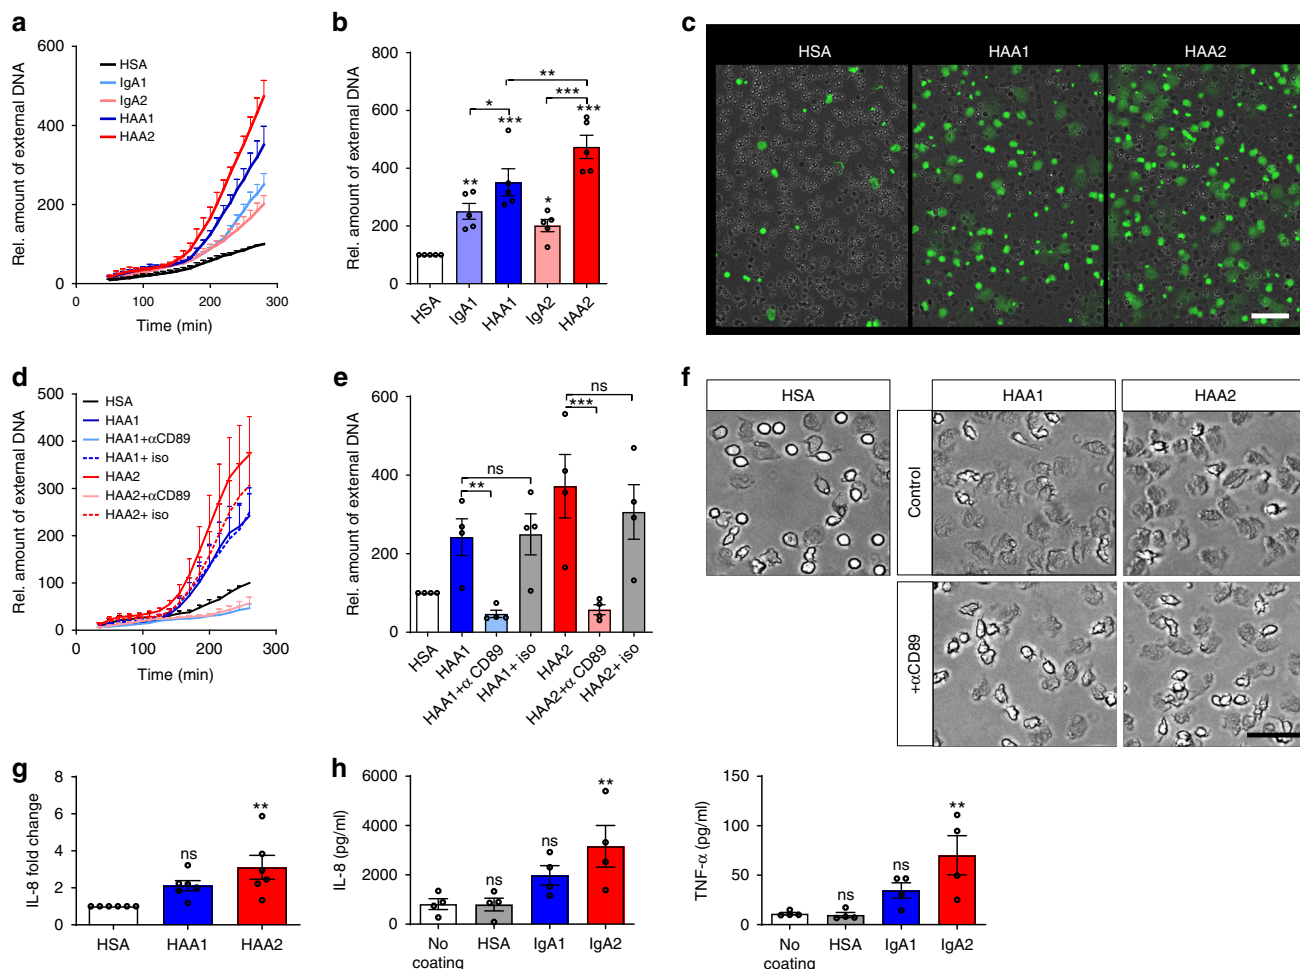 a
Rel. amount of external DNA
600
400
200
0
0
100
200
300
Time (min)
HSA
IgA1
IgA2
HAA1
HAA2
b
Rel. amount of external DNA
800
600
400
200
0
**
*
***
**
***
*
***
HSA
IgA1
HAA1
IgA2
HAA2
c
HSA
HAA1
HAA2
d
Rel. amount of external DNA
500
400
300
200
100
0
0
100
200
300
Time (min)
HSA
HAA1
HAA1+αCD89
HAA1+ iso
HAA2
HAA2+αCD89
HAA2+ iso
e
Rel. amount of external DNA
600
400
200
0
ns
**
ns
***
HSA
HAA1
HAA1+α CD89
HAA1+ iso
HAA2
HAA2+α CD89
HAA2+ iso
f
HSA
HAA1
HAA2
Control
+αCD89
g
IL-8 fold change
8
6
4
2
0
ns
**
HSA
HAA1
HAA2
h
IL-8 (pg/ml)
6000
4000
2000
0
ns
ns
**
No coating
HSA
IgA1
IgA2
TNF-α (pg/ml)
150
100
50
0
ns
ns
**
No coating
HSA
IgA1
IgA2